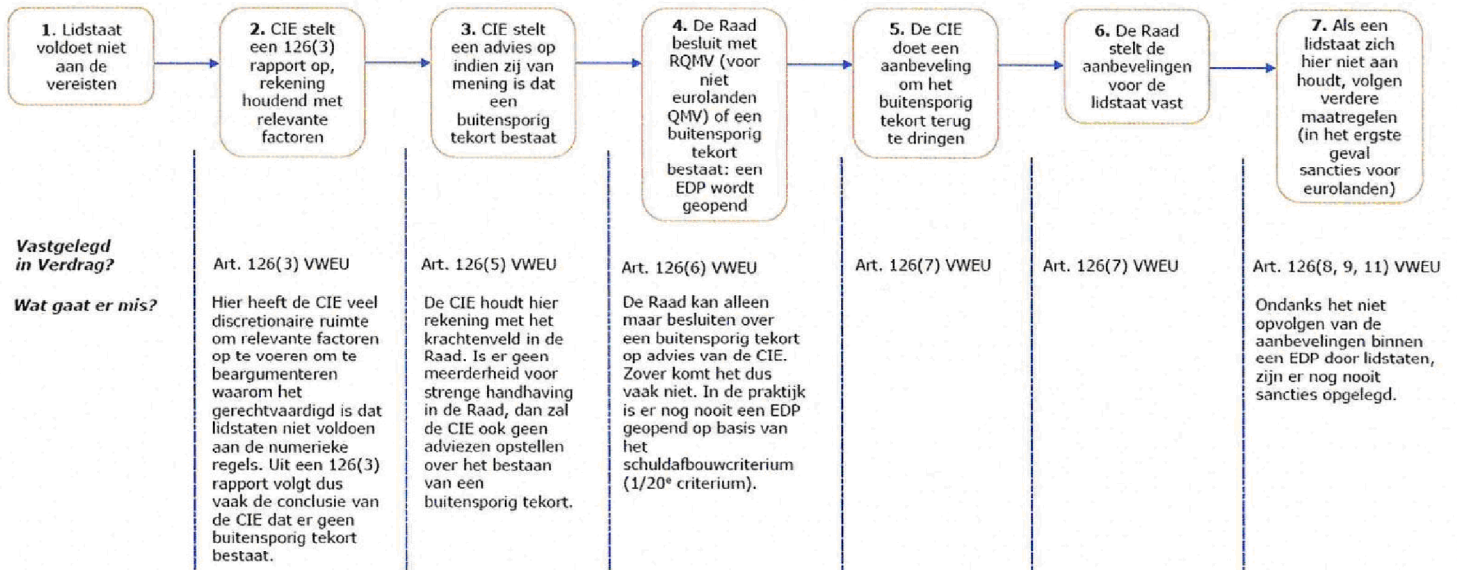 1. Lidstaat
voldoet niet
aan de
vereisten
2. CIE stelt
een 126(3)
rapport op,
rekening
houdend met
relevante
factoren
3. CIE stelt
een advies op
indien zij van
mening is dat
een
buitensporig
tekort bestaat
4. De Raad
besluit met
RQMV (voor
niet
eurolanden
QMV) of een
buitensporig
tekort
bestaat: een
EDP wordt
geopend
5. De CIE
doet een
aanbeveling
om het
buitensporig
tekort terug
te dringen
6. De Raad
stelt de
aanbevelingen
voor de
lidstaat vast
7. Als een
lidstaat zich
hier niet aan
houdt, volgen
verdere
maatregelen
(in het ergste
geval
sancties voor
eurolanden)
Vastgelegd
in Verdrag?
Art. 126(3) VWEU
Art. 126(5) VWEU
Art. 126(6) VWEU
Art. 126(7) VWEU
Art. 126(7) VWEU
Art. 126(8, 9, 11) VWEU
Wat gaat er mis?
Hier heeft de CIE veel
discretionaire ruimte
om relevante factoren
op te voeren om te
beargumenteren
waarom het
gerechtvaardigd is dat
lidstaten niet voldoen
aan de numerieke
regels. Uit een 126(3)
rapport volgt dus
vaak de conclusie van
de CIE dat er geen
buitensporig tekort
bestaat.
De CIE houdt hier
rekening met het
krachtenveld in de
Raad. Is er geen
meerderheid voor
strenge handhaving
in de Raad, dan zal
de CIE ook geen
adviezen opstellen
over het bestaan
van een
buitensporig tekort.
De Raad kan alleen
maar besluiten over
een buitensporig tekort
op advies van de CIE.
Zover komt het dus
vaak niet. In de praktijk
is er nog nooit een EDP
geopend op basis van
het
schuldafbouwcriterium
(1/20e criterium).
Ondanks het niet
opvolgen van de
aanbevelingen binnen
een EDP door lidstaten,
zijn er nog nooit
sancties opgelegd.